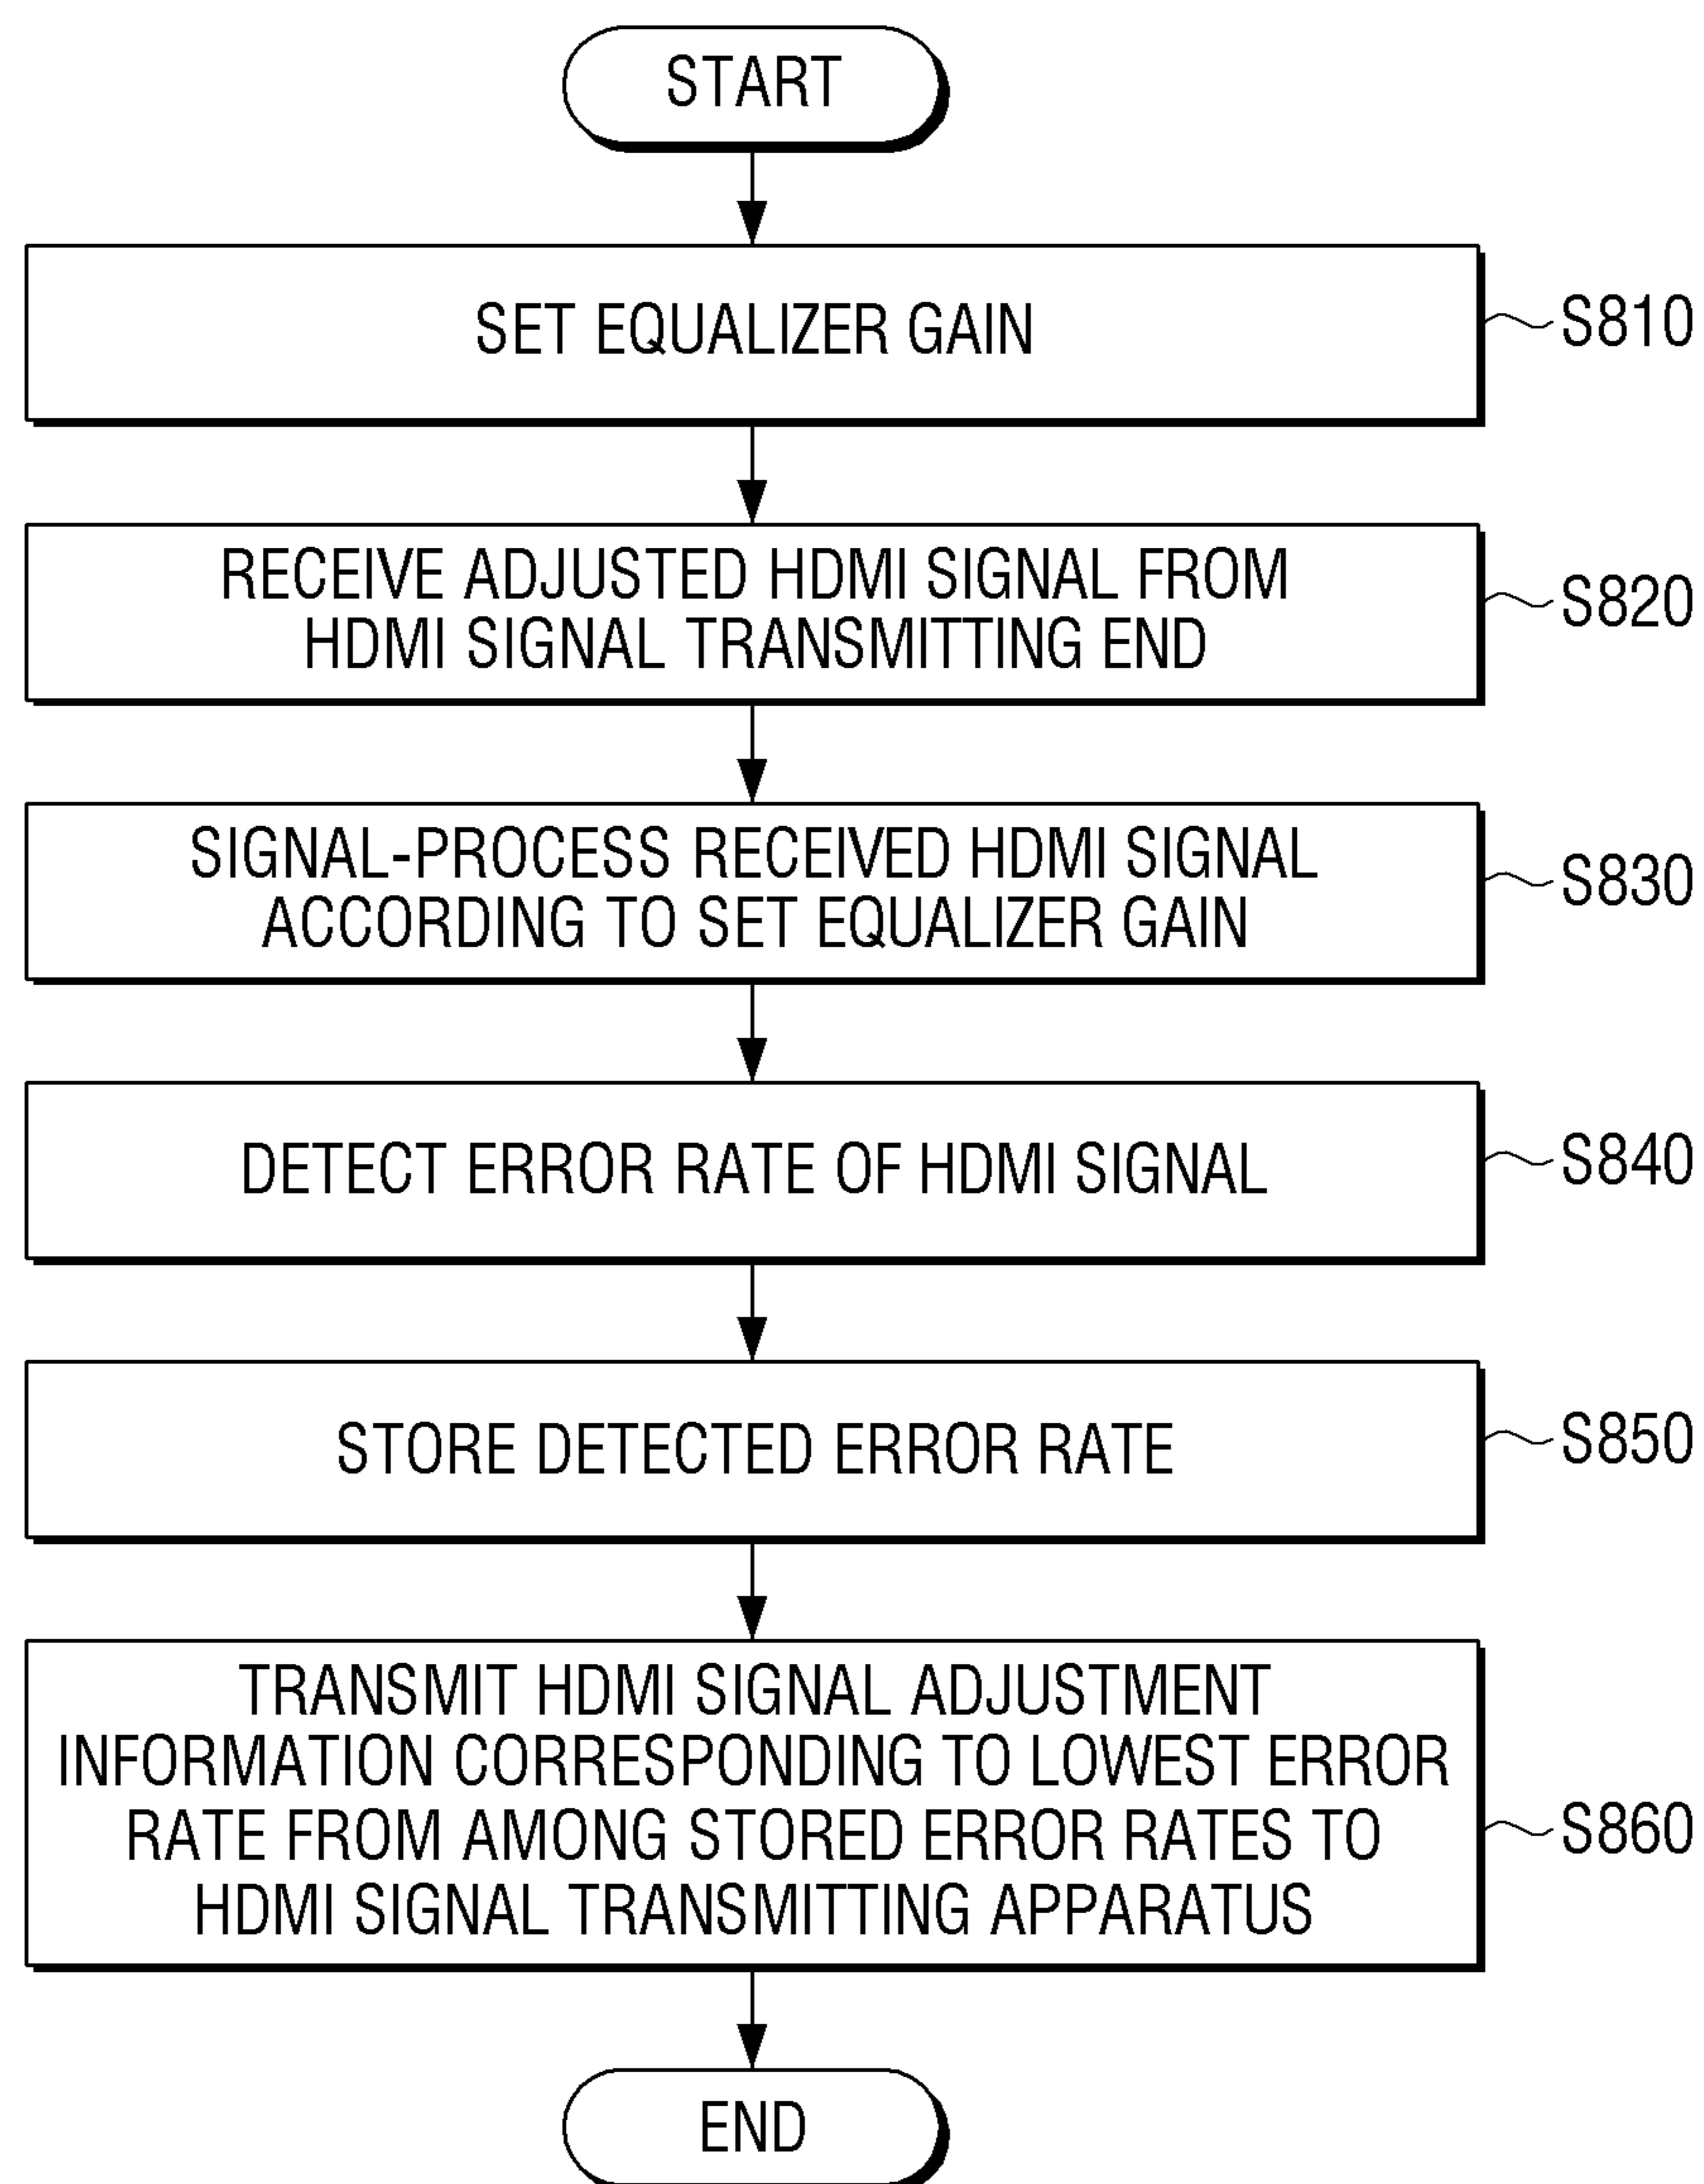 START
SET EQUALIZER GAIN
S810
RECEIVE ADJUSTED HDMI SIGNAL FROM
HDMI SIGNAL TRANSMITTING END
S820
SIGNAL-PROCESS RECEIVED HDMI SIGNAL
ACCORDING TO SET EQUALIZER GAIN
S830
DETECT ERROR RATE OF HDMI SIGNAL
S840
STORE DETECTED ERROR RATE
S850
TRANSMIT HDMI SIGNAL ADJUSTMENT
INFORMATION CORRESPONDING TO LOWEST ERROR
RATE FROM AMONG STORED ERROR RATES TO
HDMI SIGNAL TRANSMITTING APPARATUS
S860
END